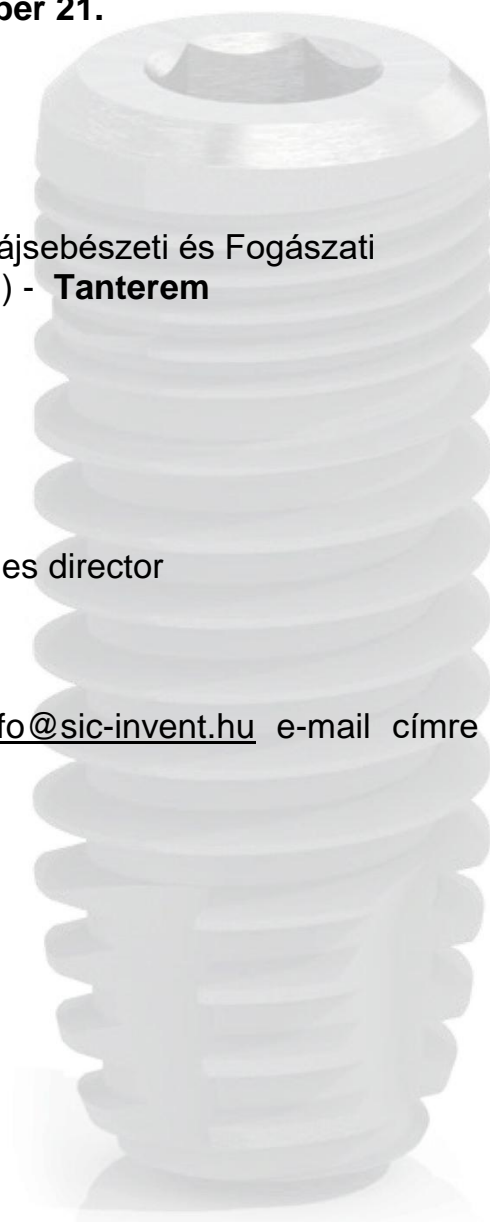 ber 21.
ájsebészeti és Fogászati
) - Tanterem
es director
fo@sic-invent.hu e-mail címre